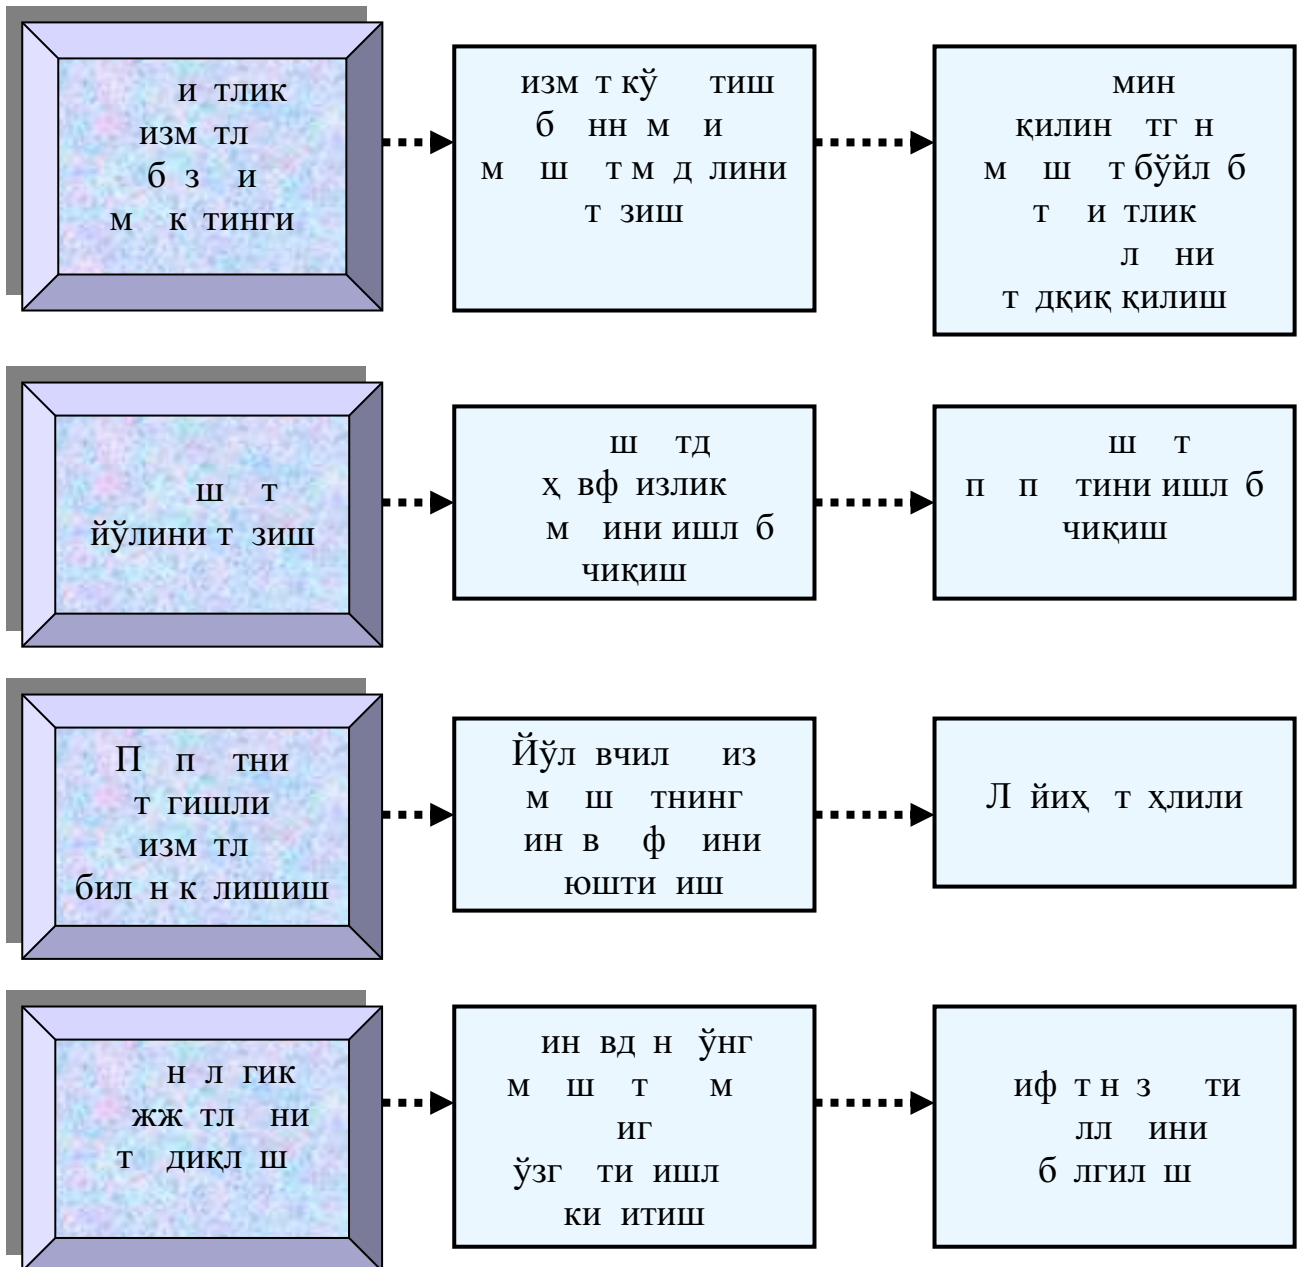 и тлик
изм тл
б з и
м к тинги
изм т кў тиш
б нн м и
м ш т м д лини
т зиш
мин
қилин тг н
м ш т бўйл б
т и тлик
л ни
т дқиқ қилиш
ш т
йўлини т зиш
ш тд
ҳ вф излик
м ини ишл б
чиқиш
ш т
п п тини ишл б
чиқиш
П п тни
т гишли
изм тл
бил н к лишиш
Йўл вчил из
м ш тнинг
ин в ф ини
юшти иш
Л йиҳ т ҳлили
н л гик
жж тл ни
т диқл ш
ин вд н ўнг
м ш т м
иг
ўзг ти ишл
ки итиш
иф т н з ти
лл ини
б лгил ш